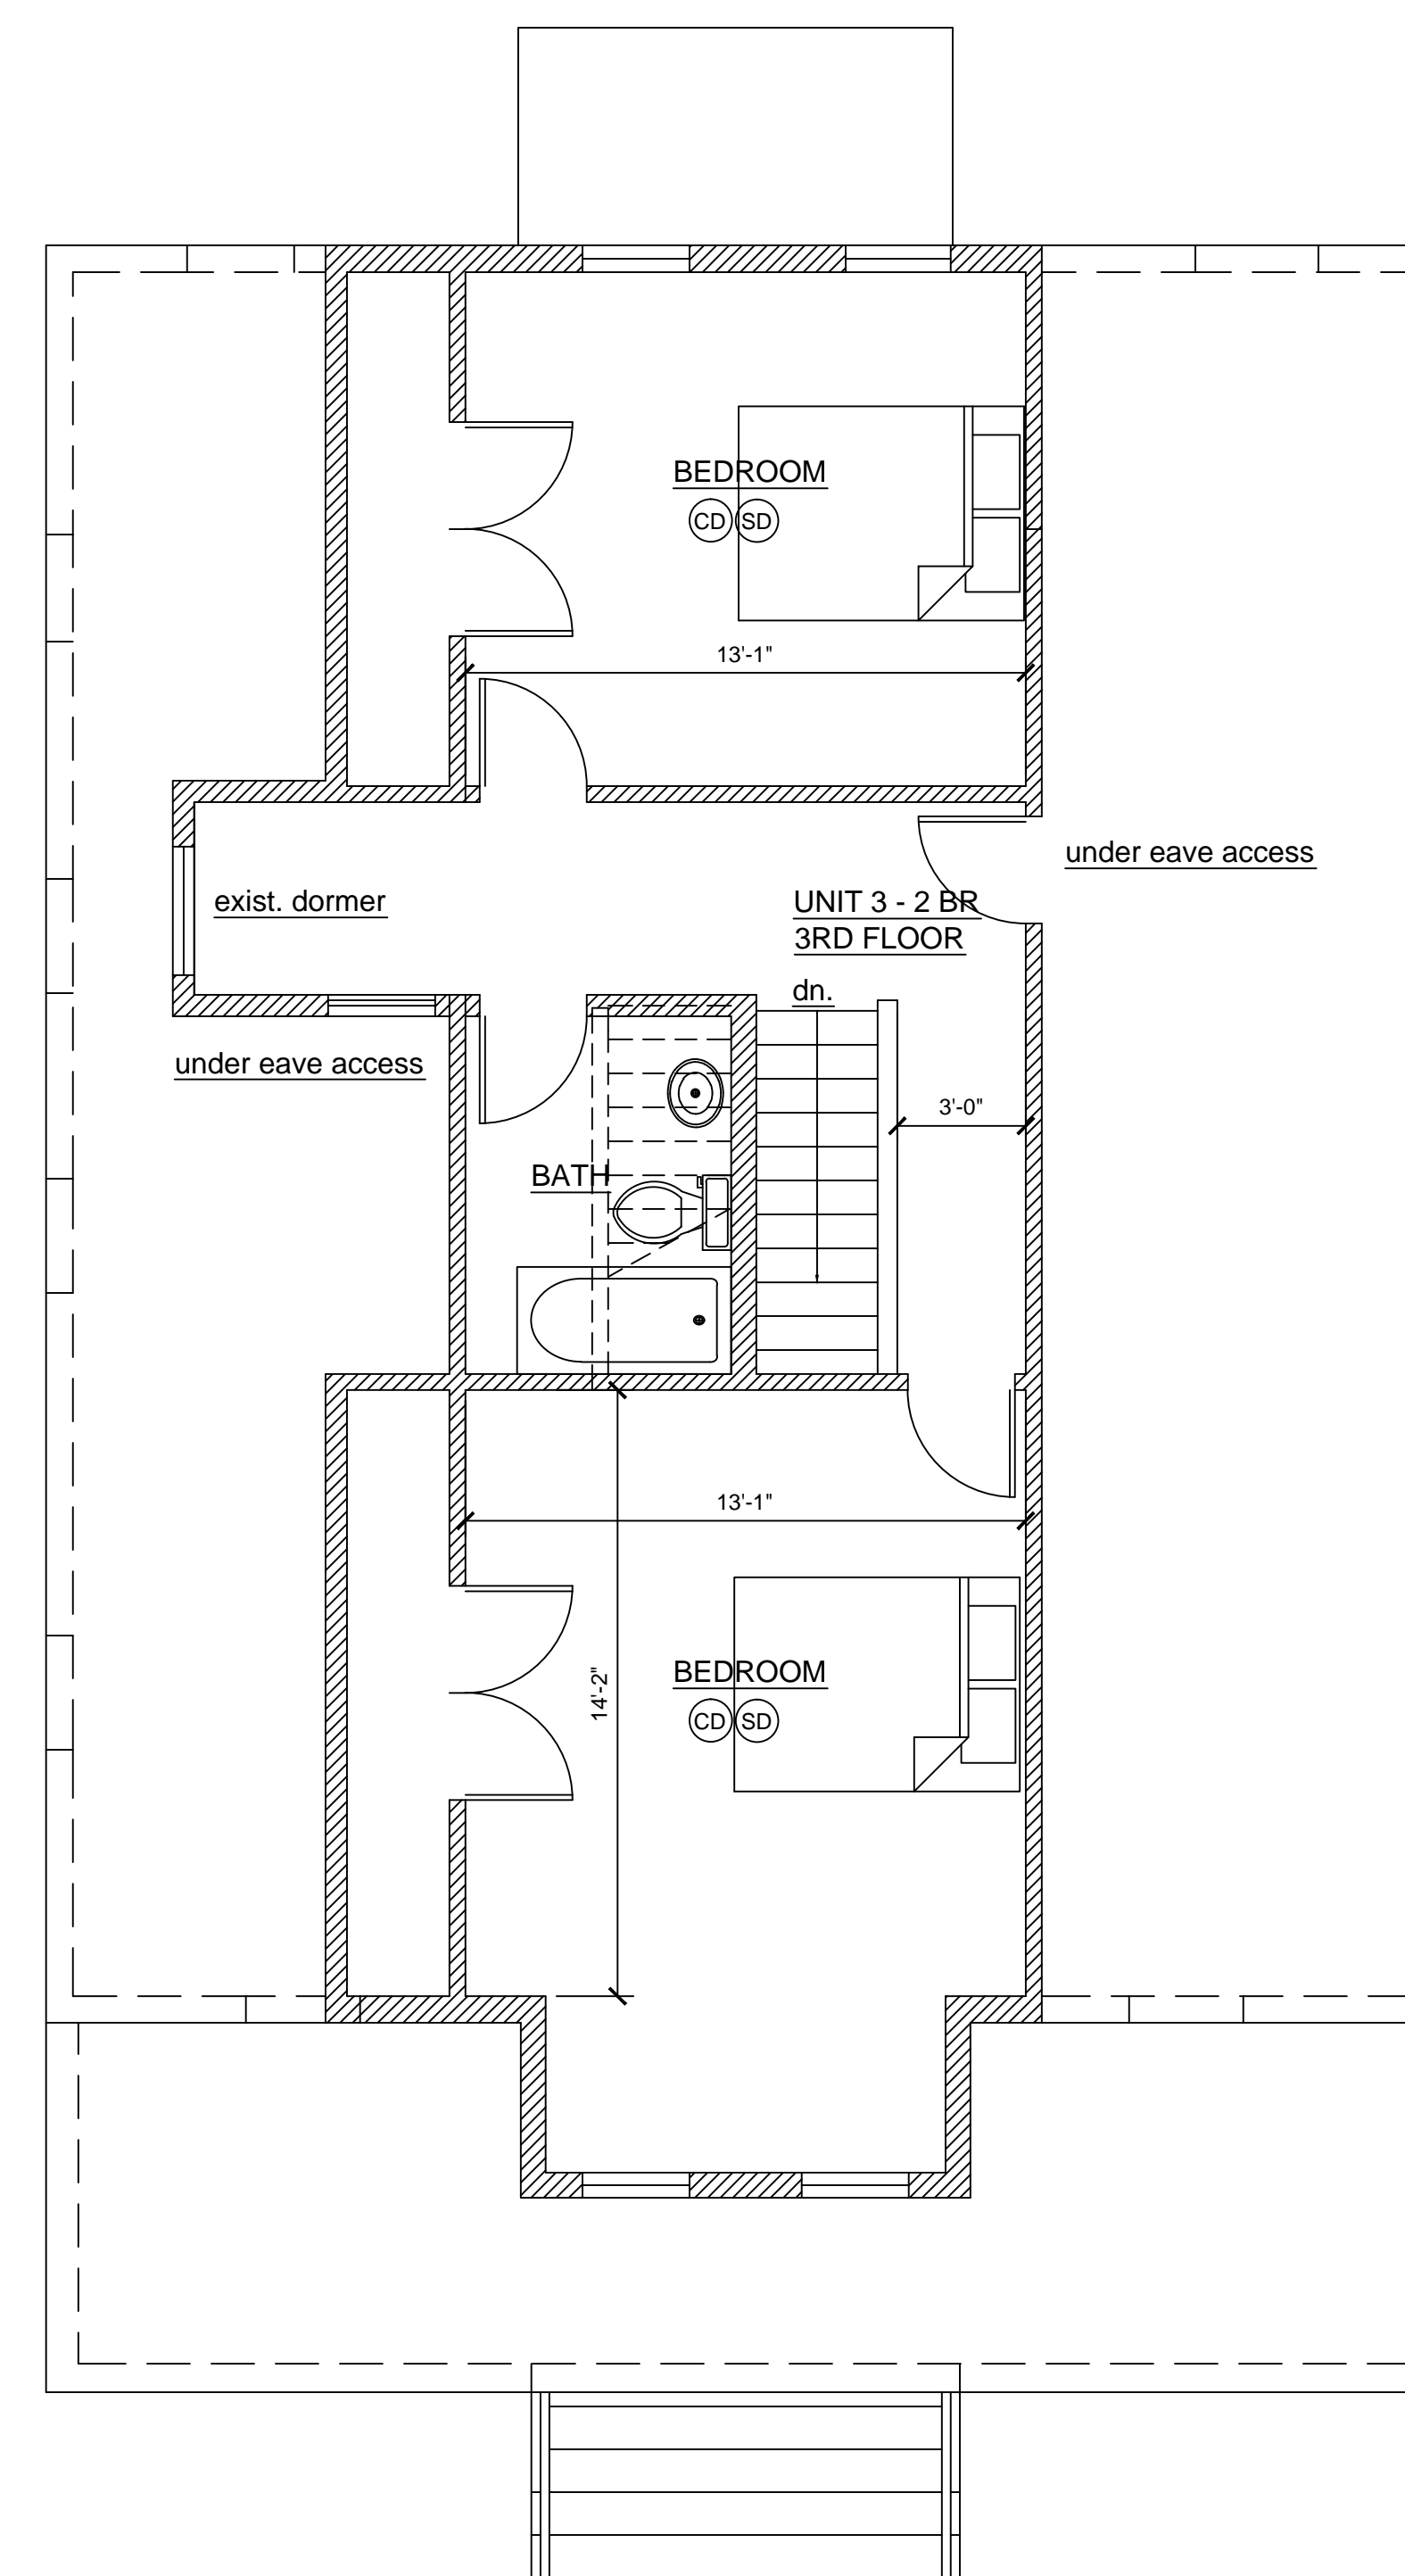 BEDROOM
CD SD
13'-1"
under eave access
exist. dormer
UNIT 3 - 2 BR
3RD FLOOR
dn.
under eave access
3'-0"
BATH
13'-1"
14'-2"
BEDROOM
CD SD